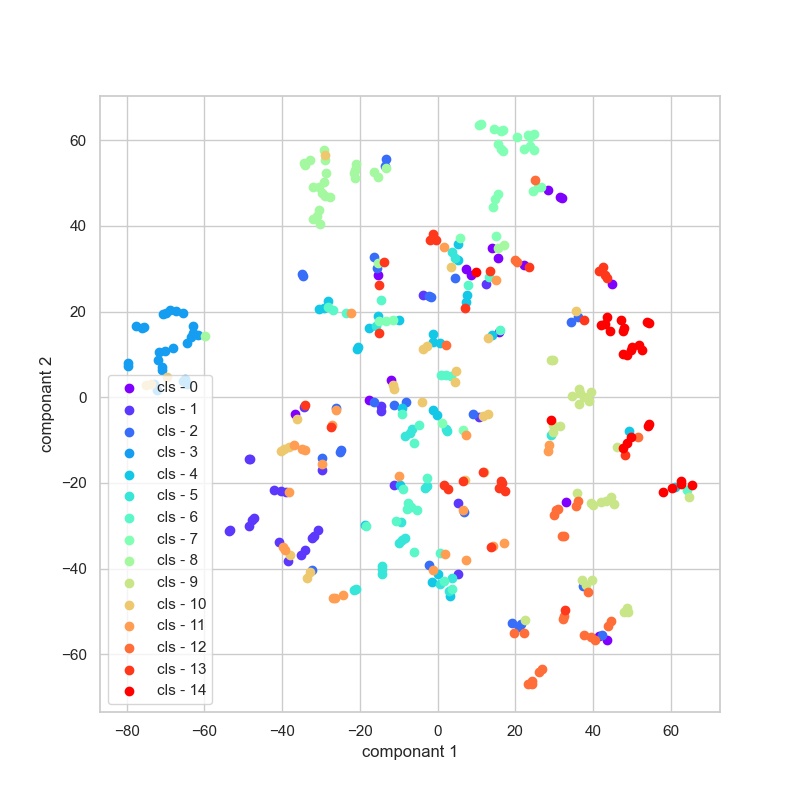 60
40
20
0
−20
−40
−60
componant 2
cls - 0
cls - 1
cls - 2
cls - 3
cls - 4
cls - 5
cls - 6
cls - 7
cls - 8
cls - 9
cls - 10
cls - 11
cls - 12
cls - 13
cls - 14
−80 −60 −40 −20 0 20 40 60
componant 1